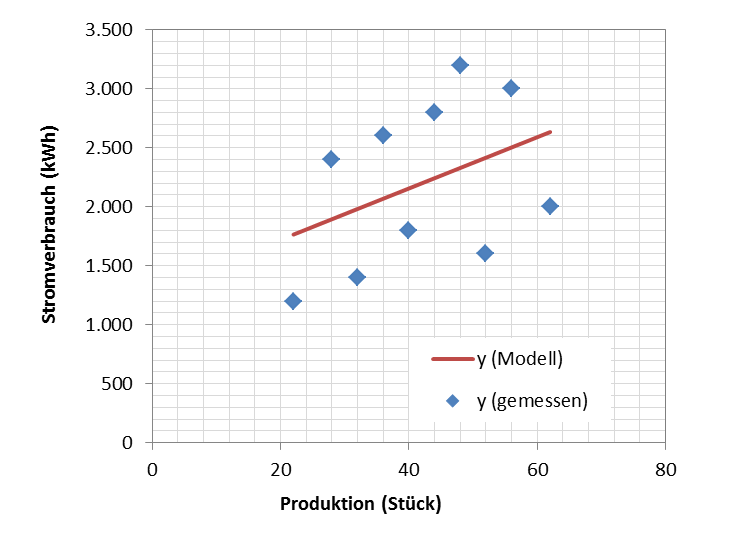 3.500
3.000
2.500
2.000
1.500
1.000
500
0
Stromverbrauch (kWh)
y (Modell)
y (gemessen)
0 20 40 60 80
Produktion (Stück)